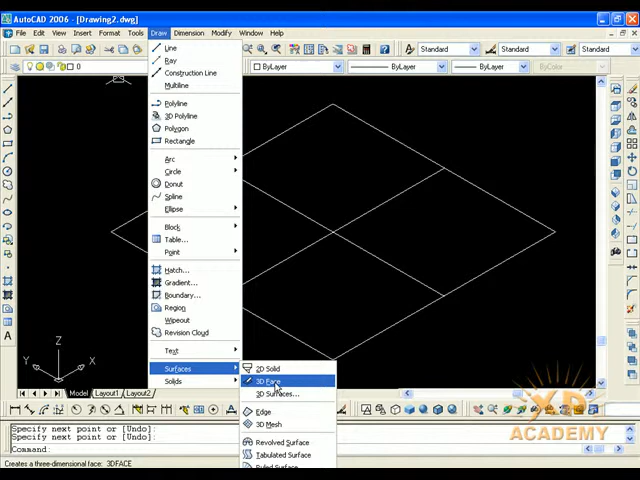 AutoCAD 2006 - [Drawing2.dwg]
File Edit View Insert Format Tools Draw Dimension Modify Window Help
Standard Standard Standard
0 ByLayer ByLayer ByLayer ByColor
Line
Ray
Construction Line
Multiline
Polyline
3D Polyline
Polygon
Rectangle
Arc
Circle
Donut
Spline
Ellipse
Block
Table...
Point
Hatch...
Gradient...
Boundary...
Region
Wipeout
Revision Cloud
Text
Surfaces
Solids
2D Solid
3D Face
3D Surfaces...
Edge
3D Mesh
Revolved Surface
Tabulated Surface
Ruled Surface
Z
Y X
Model Layout1 Layout2
Specify next point or [Undo]:
Specify next point or [Undo]:
Command:
Creates a three-dimensional face: 3DFACE
XD
ACADEMY